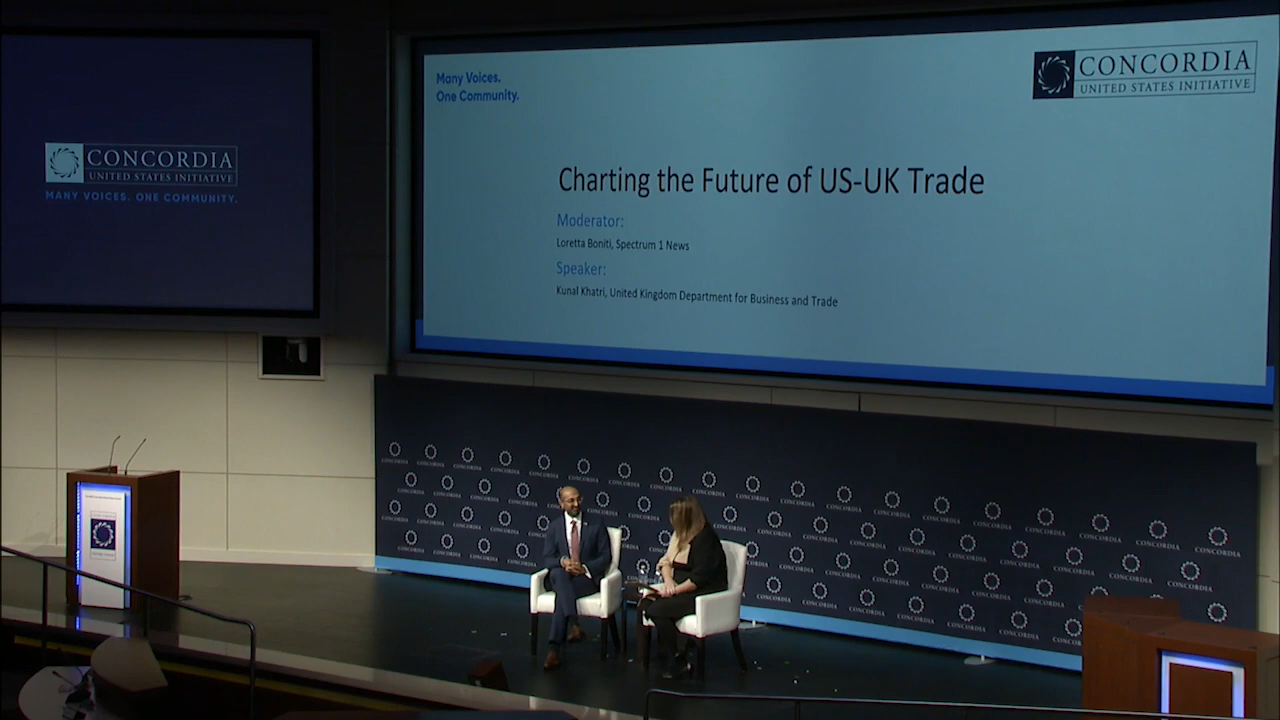 CONCORDIA
UNITED STATES INITIATIVE
MANY VOICES. ONE COMMUNITY.
Many Voices.
One Community.
CONCORDIA
UNITED STATES INITIATIVE
Charting the Future of US-UK Trade
Moderator:
Loretta Boniti, Spectrum 1 News
Speaker:
Kunal Khatri, United Kingdom Department for Business and Trade
CONCORDIA